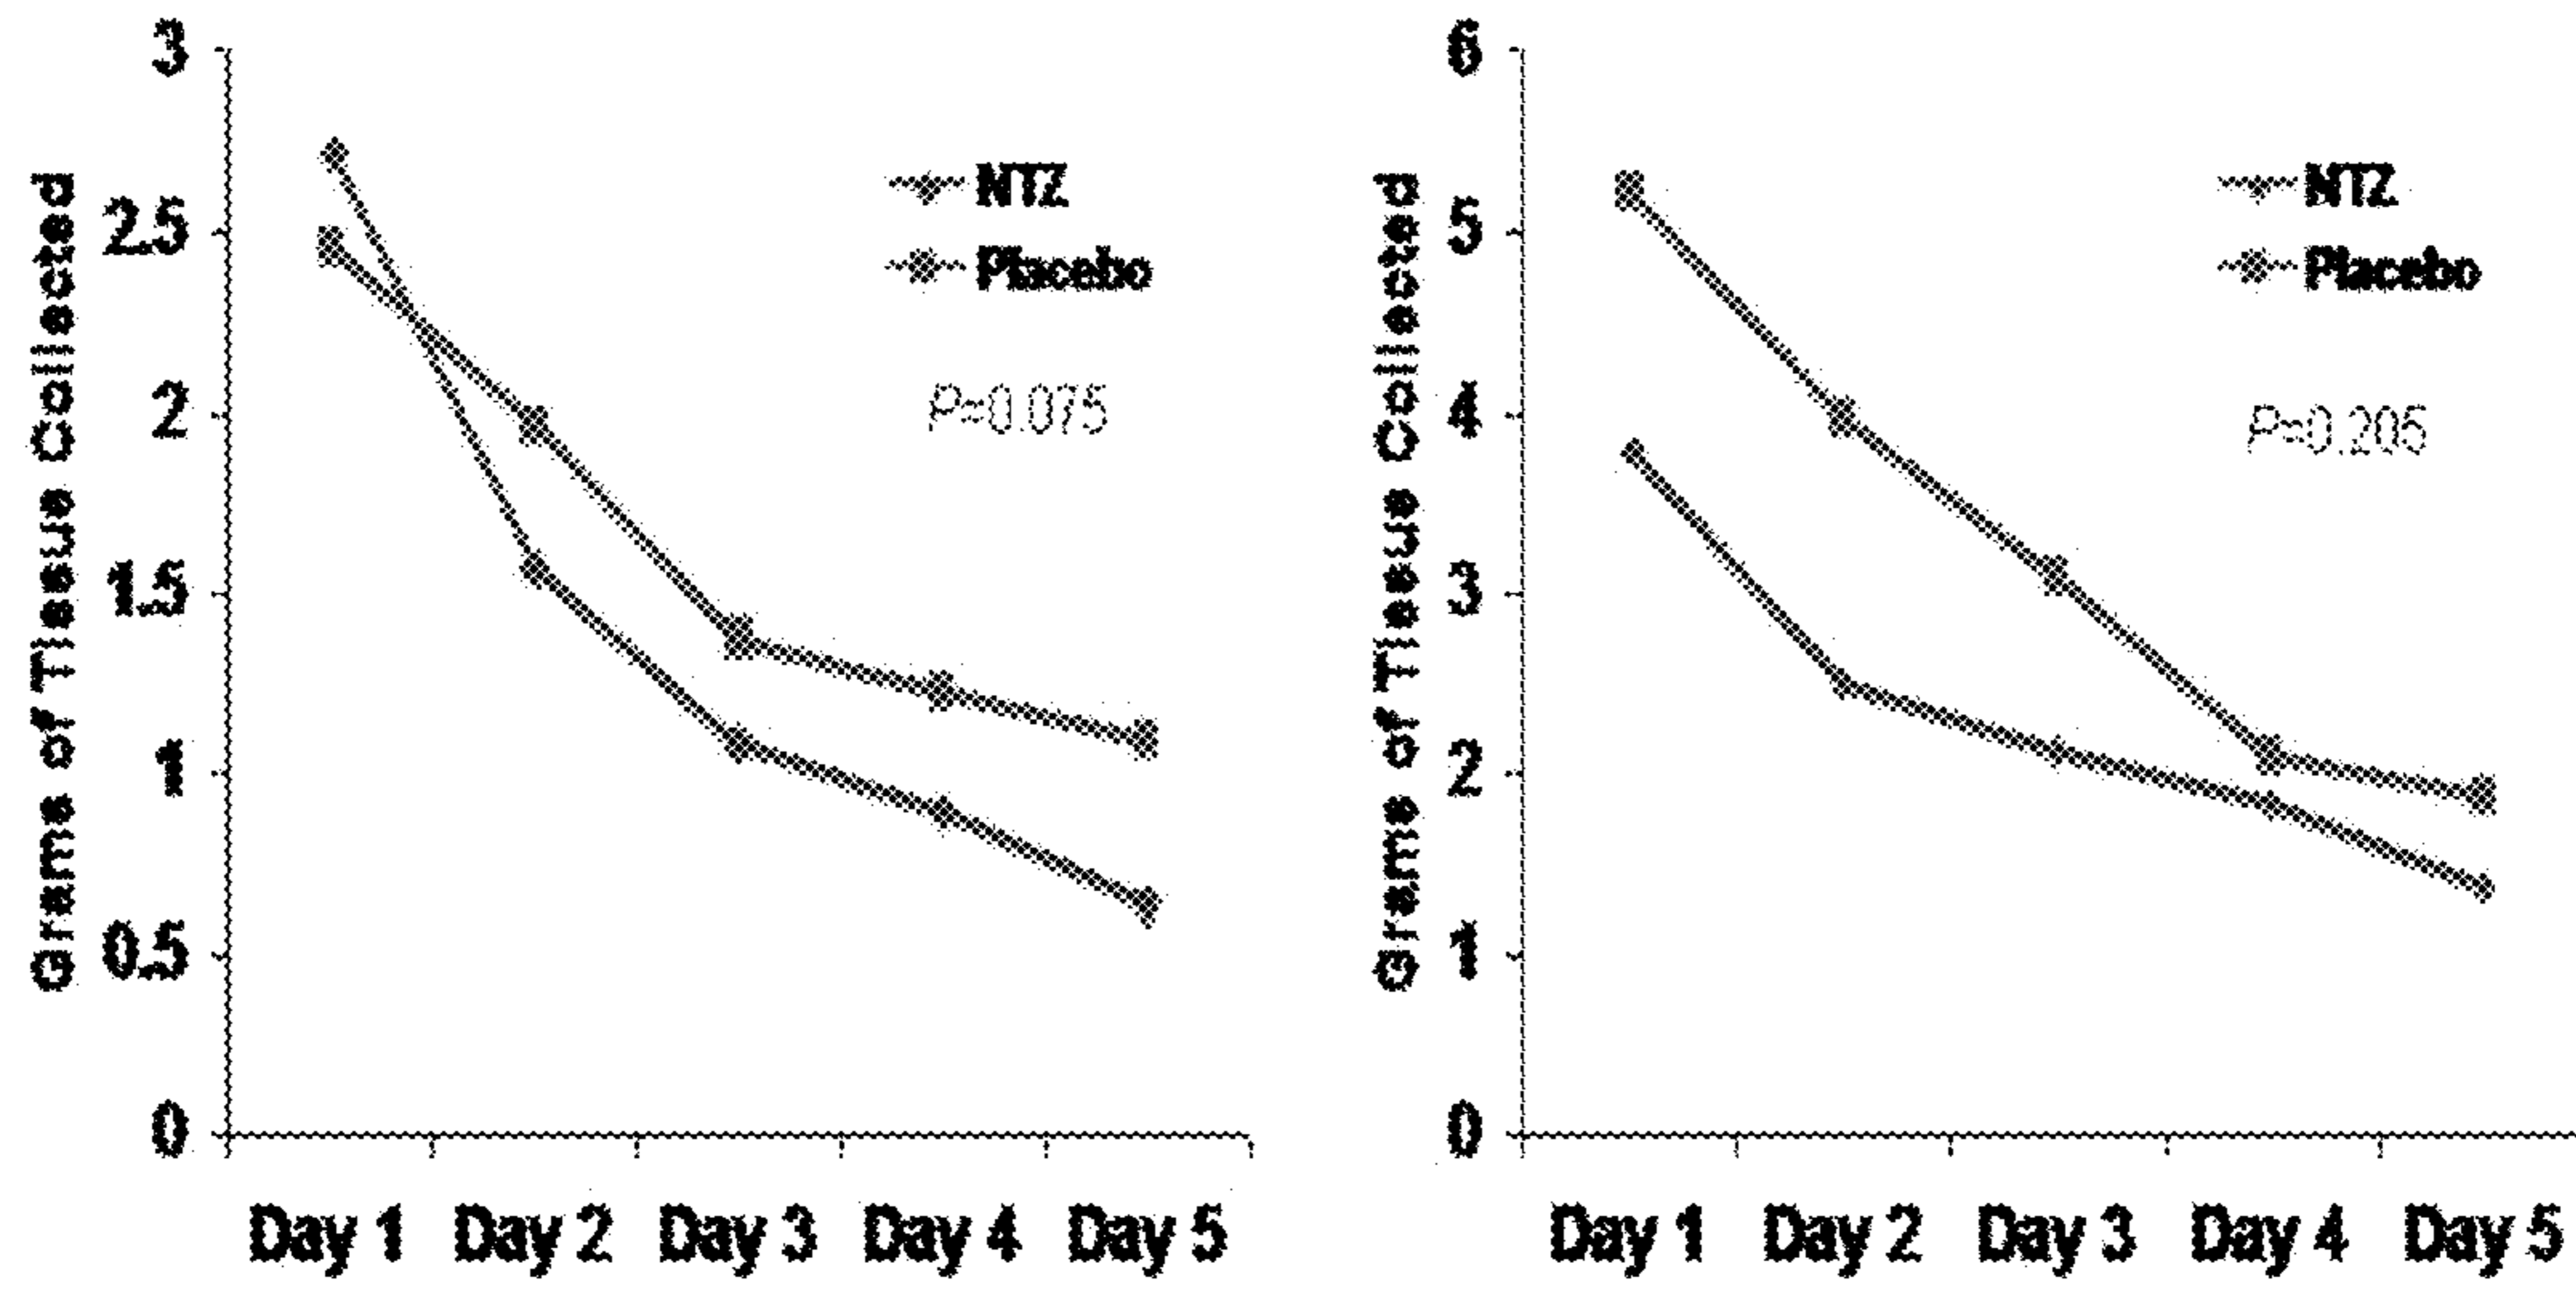 Grams of Tissue Collected
3
2.5
2
1.5
1
0.5
0
NTZ
Placebo
P=0.075
Day 1 Day 2 Day 3 Day 4 Day 5
Grams of Tissue Collected
6
5
4
3
2
1
0
NTZ
Placebo
P=0.205
Day 1 Day 2 Day 3 Day 4 Day 5